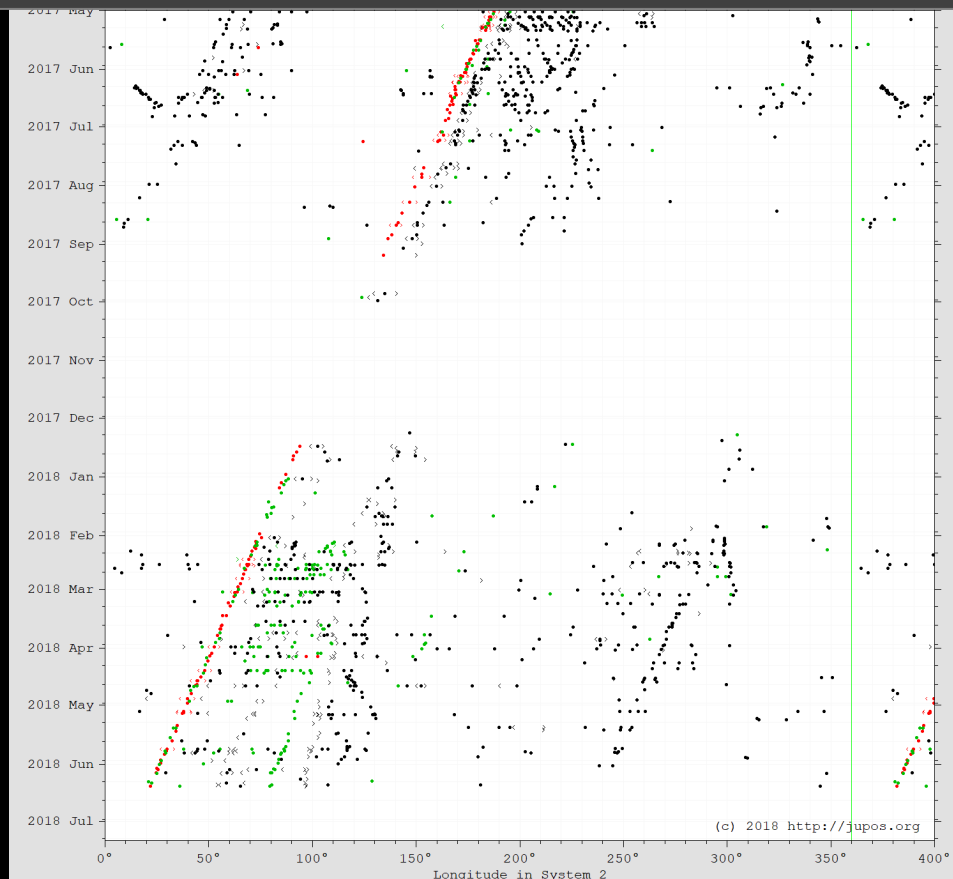 2017 May
2017 Jun
2017 Jul
2017 Aug
2017 Sep
2017 Oct
2017 Nov
2017 Dec
2018 Jan
2018 Feb
2018 Mar
2018 Apr
2018 May
2018 Jun
2018 Jul
(c) 2018 http://jupos.org
0° 50° 100° 150° 200° 250° 300° 350° 400°
Longitude in System 2